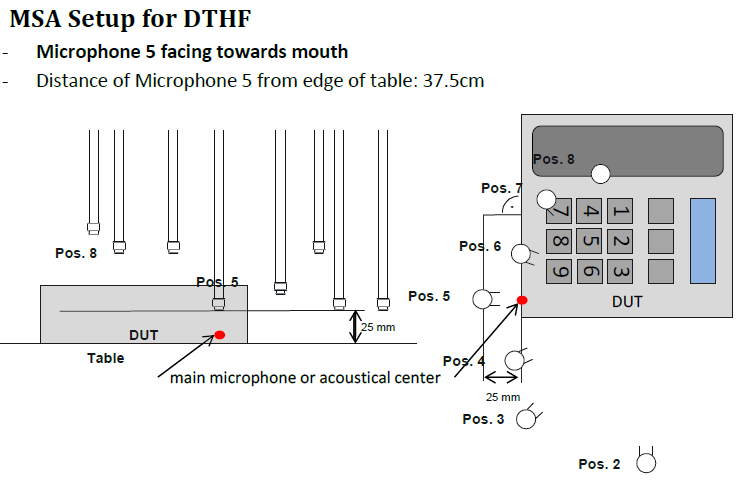 MSA Setup for DTHF
- Microphone 5 facing towards mouth
- Distance of Microphone 5 from edge of table: 37.5cm
Pos. 8
Pos. 7
Pos. 8
Pos. 6
7 4 1
8 5 2
9 6 3
Pos. 5
Pos. 5
DUT
25 mm
DUT
Table
Pos. 4
main microphone or acoustical center
25 mm
Pos. 3
Pos. 2